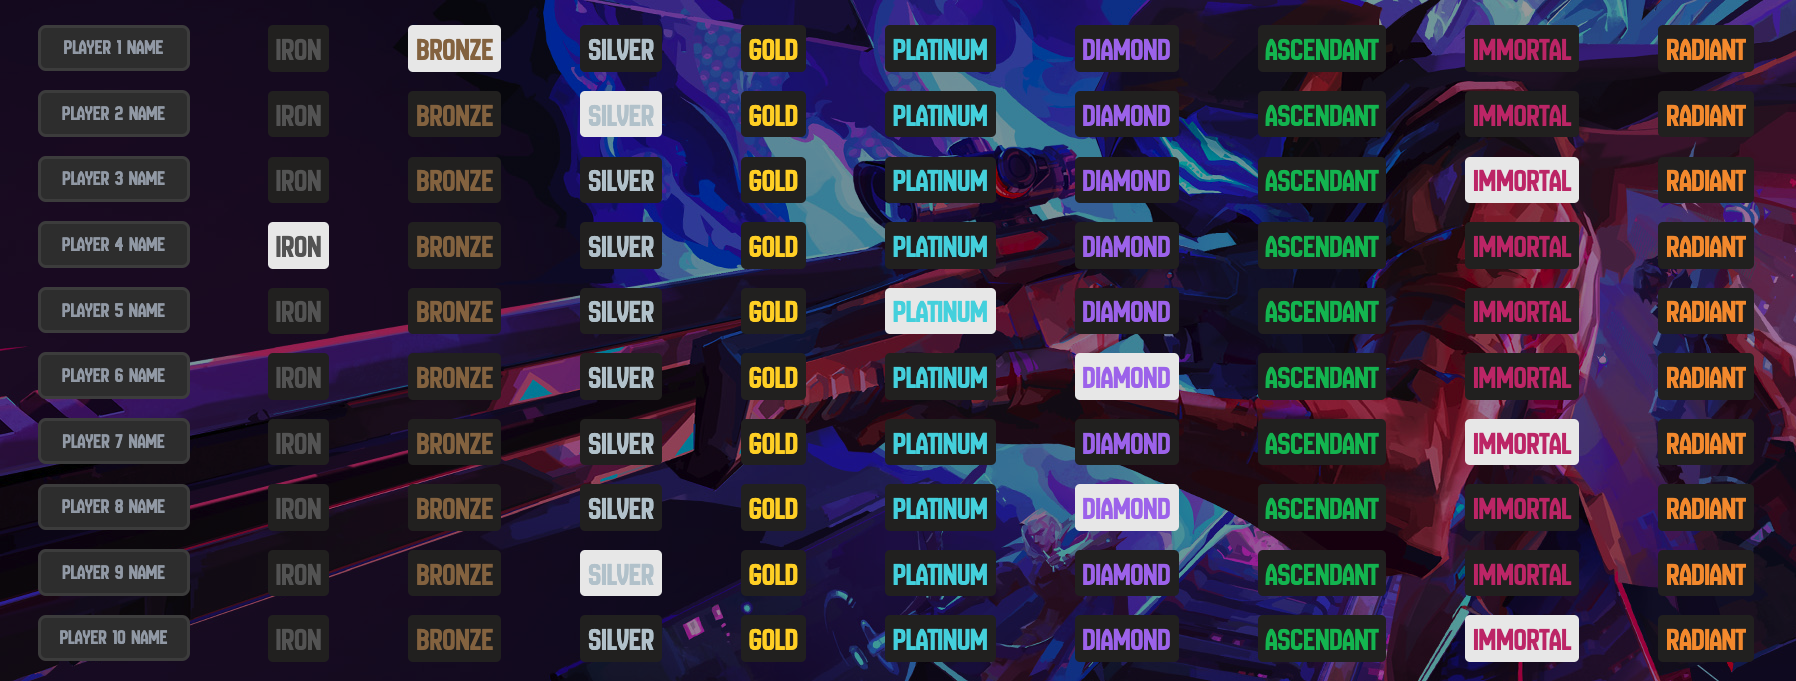 PLAYER 1 NAME IRON BRONZE SILVER GOLD PLATINUM DIAMOND ASCENDANT IMMORTAL RADIANT
PLAYER 2 NAME IRON BRONZE SILVER GOLD PLATINUM DIAMOND ASCENDANT IMMORTAL RADIANT
PLAYER 3 NAME IRON BRONZE SILVER GOLD PLATINUM DIAMOND ASCENDANT IMMORTAL RADIANT
PLAYER 4 NAME IRON BRONZE SILVER GOLD PLATINUM DIAMOND ASCENDANT IMMORTAL RADIANT
PLAYER 5 NAME IRON BRONZE SILVER GOLD PLATINUM DIAMOND ASCENDANT IMMORTAL RADIANT
PLAYER 6 NAME IRON BRONZE SILVER GOLD PLATINUM DIAMOND ASCENDANT IMMORTAL RADIANT
PLAYER 7 NAME IRON BRONZE SILVER GOLD PLATINUM DIAMOND ASCENDANT IMMORTAL RADIANT
PLAYER 8 NAME IRON BRONZE SILVER GOLD PLATINUM DIAMOND ASCENDANT IMMORTAL RADIANT
PLAYER 9 NAME IRON BRONZE SILVER GOLD PLATINUM DIAMOND ASCENDANT IMMORTAL RADIANT
PLAYER 10 NAME IRON BRONZE SILVER GOLD PLATINUM DIAMOND ASCENDANT IMMORTAL RADIANT